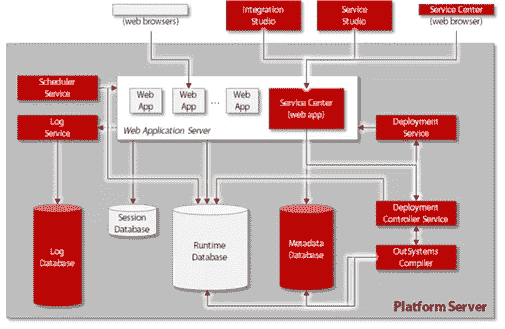 (web browsers)
Integration
Studio
Service
Studio
Service Center
(web browser)
Scheduler
Service
Log
Service
Web
App
Web
App
...
Web
App
Web Application Server
Service Center
(web app)
Deployment
Service
Log
Database
Session
Database
Runtime
Database
Metadata
Database
Deployment
Controller Service
OutSystems
Compiler
Platform Server